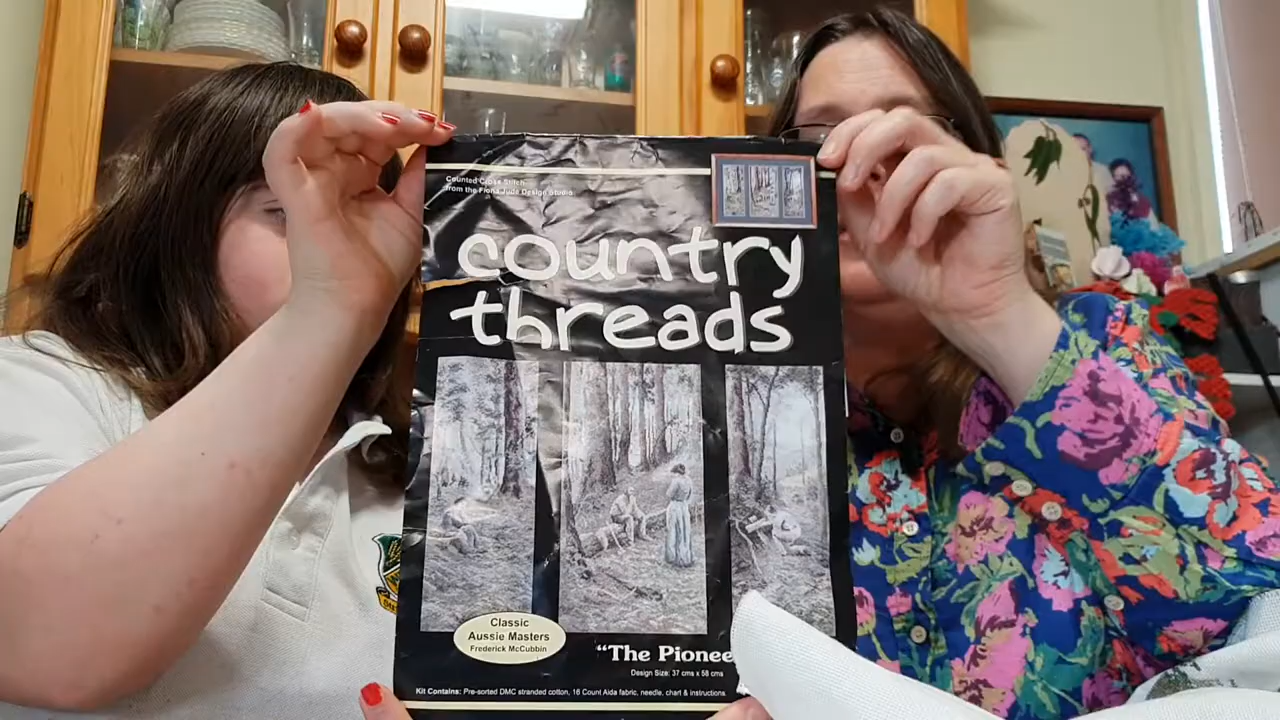 Counted Cross Stitch
from the Fiona Jude Design Studio
country
threads
Classic
Aussie Masters
Frederick McCubbin
“The Pionee
Design Size: 37 cms x 58 cms
Kit Contains: Pre-sorted DMC stranded cotton, 16 Count Aida fabric, needle, chart & instructions